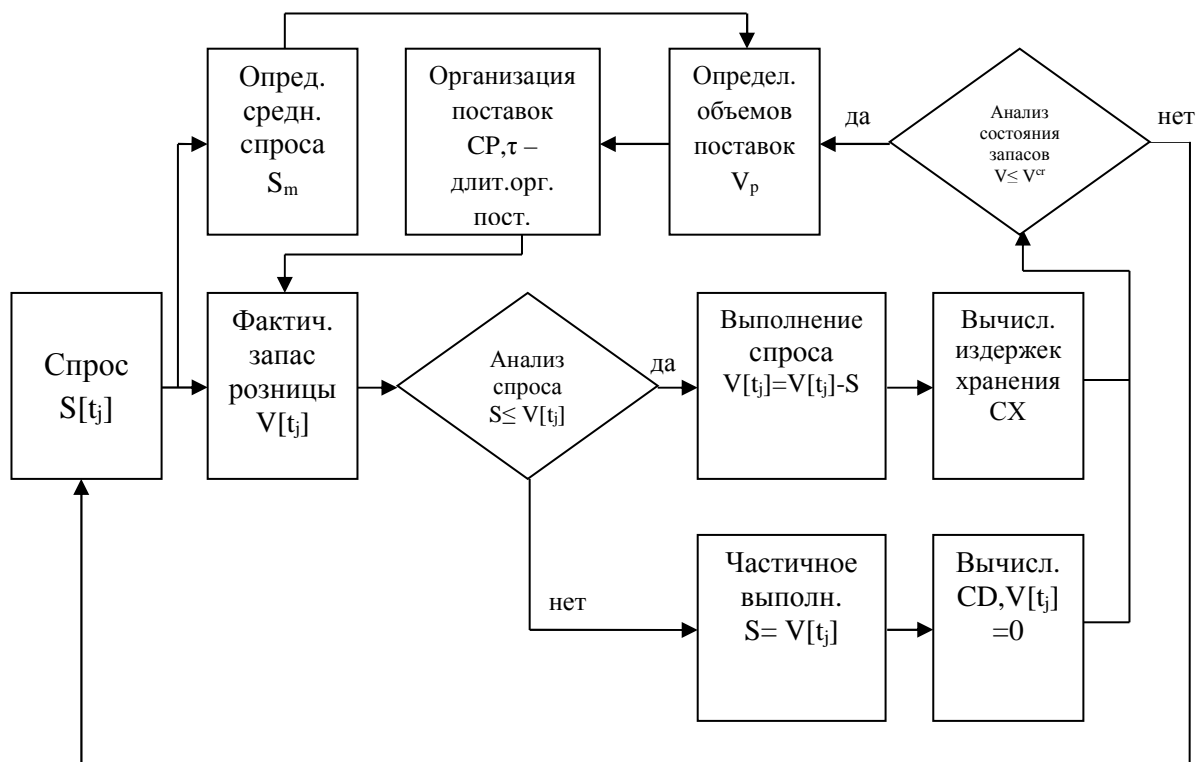 Опред.
средн.
спроса
Sₘ
Организация
поставок
СР,τ –
длит.орг.
пост.
Определ.
объемов
поставок
Vₚ
да
Анализ
состояния
запасов
V≤ Vᶜʳ
нет
Спрос
S[tⱼ]
Фактич.
запас
розницы
V[tⱼ]
Анализ
спроса
S≤ V[tⱼ]
да
Выполнение
спроса
V[tⱼ]=V[tⱼ]-S
Вычисл.
издержек
хранения
СХ
нет
Частичное
выполн.
S= V[tⱼ]
Вычисл.
CD,V[tⱼ]
=0